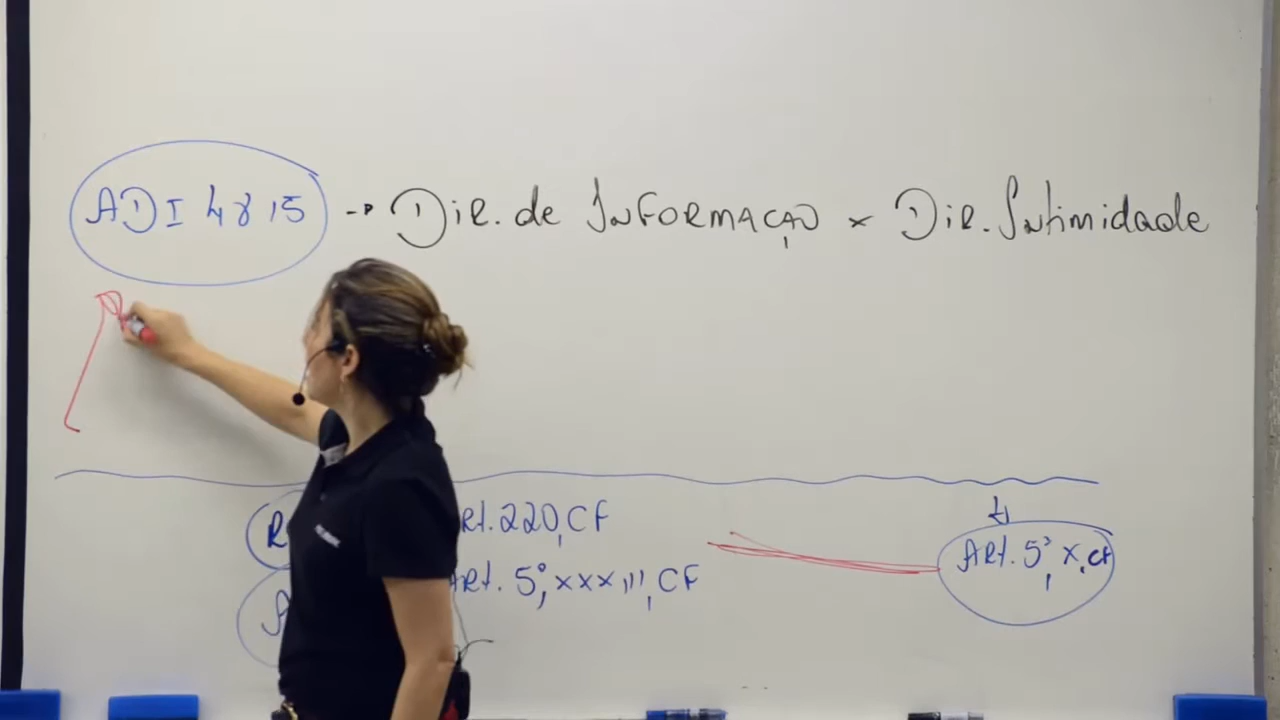 ADI 4815 → Dir. de Informação × Dir. Intimidade
R Art. 220, CF
Art. 5º, X, CF
A Art. 5º, XXXIII, CF